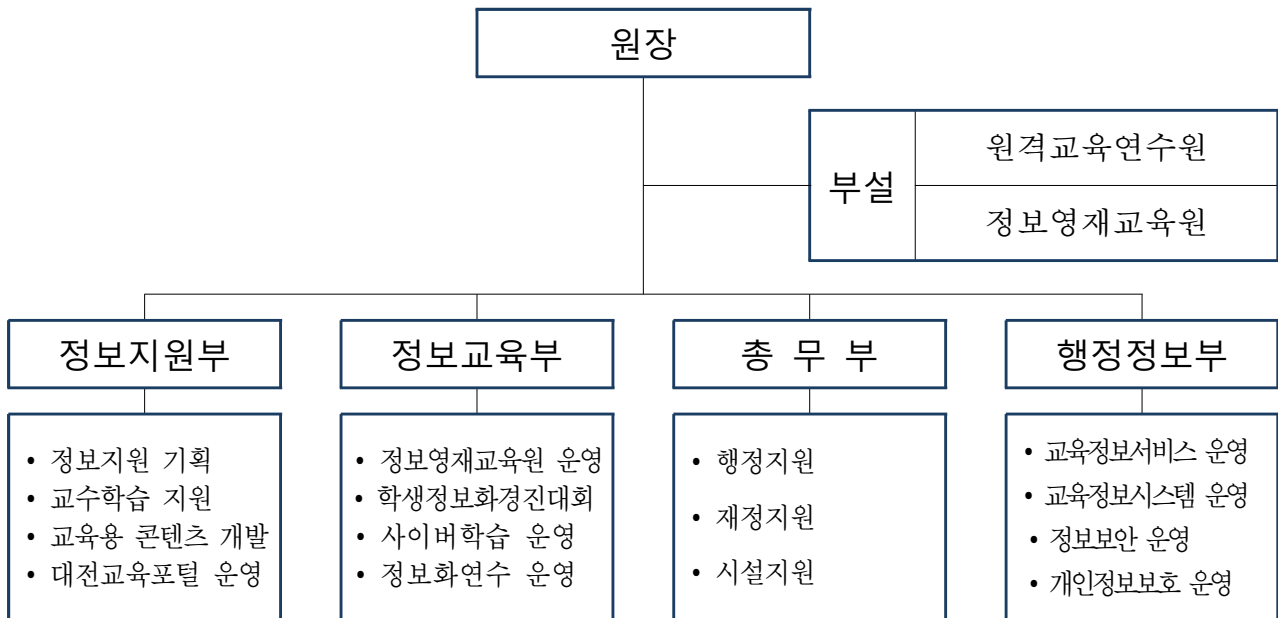 원장
부설
원격교육연수원
정보영재교육원
정보지원부
정보교육부
총 무 부
행정정보부
• 정보지원 기획
• 교수학습 지원
• 교육용 콘텐츠 개발
• 대전교육포털 운영
• 정보영재교육원 운영
• 학생정보화경진대회
• 사이버학습 운영
• 정보화연수 운영
• 행정지원
• 재정지원
• 시설지원
• 교육정보서비스 운영
• 교육정보시스템 운영
• 정보보안 운영
• 개인정보보호 운영